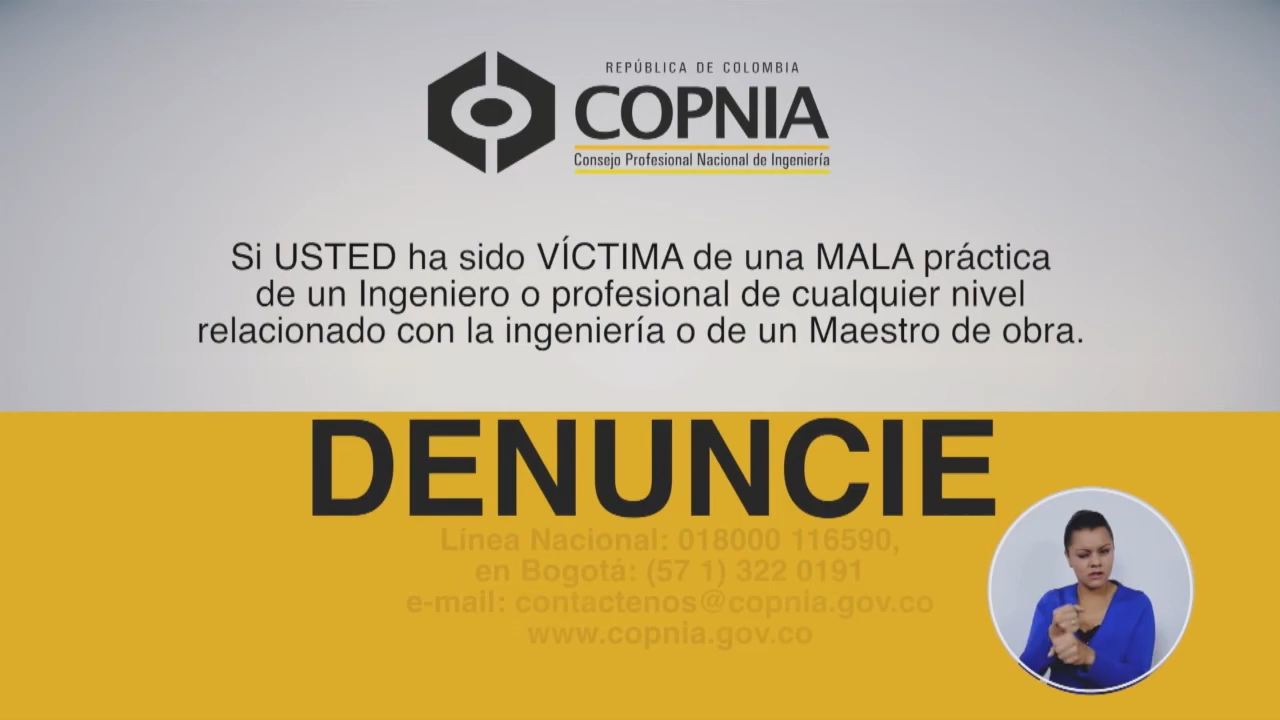 REPÚBLICA DE COLOMBIA
COPNIA
Consejo Profesional Nacional de Ingeniería
Si USTED ha sido VÍCTIMA de una MALA práctica
de un Ingeniero o profesional de cualquier nivel
relacionado con la ingeniería o de un Maestro de obra.
DENUNCIE
Línea Nacional: 018000 116590,
en Bogotá: (57 1) 322 0191
e-mail: contactenos@copnia.gov.co
www.copnia.gov.co